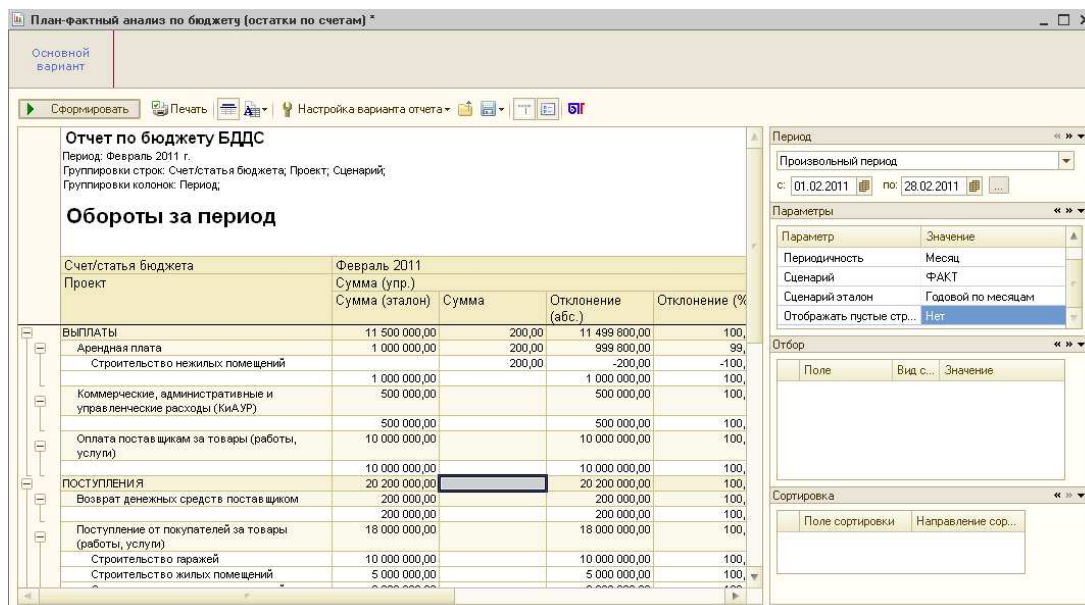 План-фактный анализ по бюджету (остатки по счетам) *
Основной
вариант
Сформировать Печать Настройка варианта отчета
Отчет по бюджету БДДС
Период: Февраль 2011 г.
Группировки строк: Счет/статья бюджета; Проект; Сценарий;
Группировки колонок: Период;
Обороты за период
Счет/статья бюджета Февраль 2011
Проект Сумма (упр.)
Сумма (эталон) Сумма Отклонение (абс.) Отклонение (%
ВЫПЛАТЫ 11 500 000,00 200,00 11 499 800,00 100,
Арендная плата 1 000 000,00 200,00 999 800,00 99,
Строительство нежилых помещений 200,00 -200,00 -100,
1 000 000,00 1 000 000,00 100,
Коммерческие, административные и 500 000,00 500 000,00 100,
управленческие расходы (КиАУР)
500 000,00 500 000,00 100,
Оплата поставщикам за товары (работы, 10 000 000,00 10 000 000,00 100,
услуги)
10 000 000,00 10 000 000,00 100,
ПОСТУПЛЕНИЯ 20 200 000,00 20 200 000,00 100,
Возврат денежных средств поставщиком 200 000,00 200 000,00 100,
200 000,00 200 000,00 100,
Поступление от покупателей за товары 18 000 000,00 18 000 000,00 100,
(работы, услуги)
Строительство гаражей 10 000 000,00 10 000 000,00 100,
Строительство жилых помещений 5 000 000,00 5 000 000,00 100,
Период
Произвольный период
с: 01.02.2011 по: 28.02.2011 ...
Параметры
Параметр Значение
Периодичность Месяц
Сценарий ФАКТ
Сценарий эталон Годовой по месяцам
Отображать пустые стр... Нет
Отбор
Поле Вид с... Значение
Сортировка
Поле сортировки Направление сор...